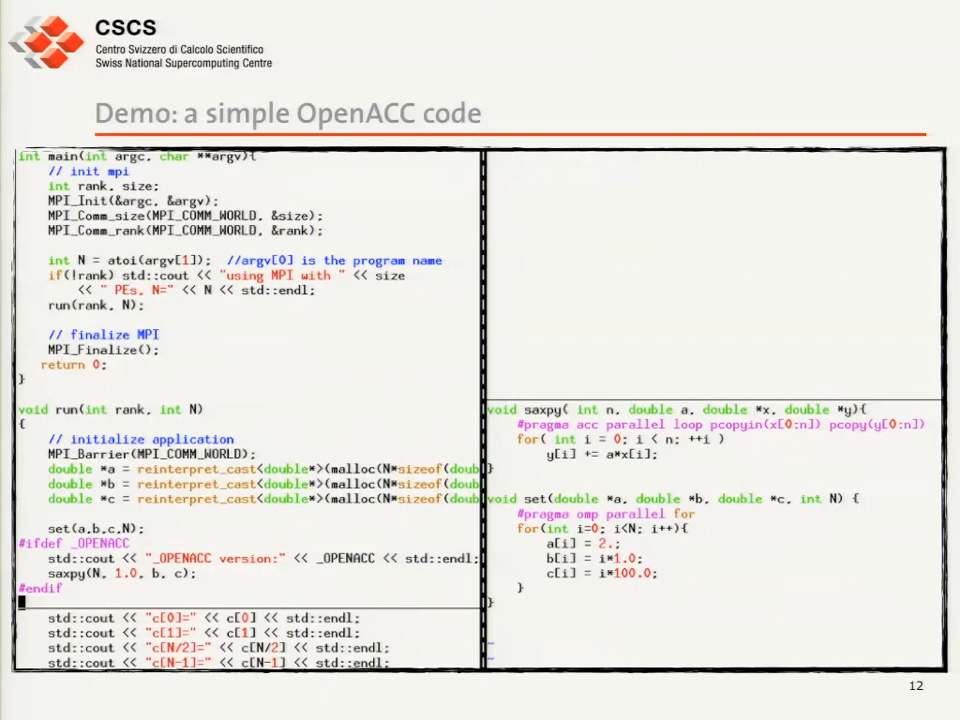 CSCS
Centro Svizzero di Calcolo Scientifico
Swiss National Supercomputing Centre
Demo: a simple OpenACC code
int main(int argc, char **argv){
// init mpi
int rank, size;
MPI_Init(&argc, &argv);
MPI_Comm_size(MPI_COMM_WORLD, &size);
MPI_Comm_rank(MPI_COMM_WORLD, &rank);
int N = atoi(argv[1]);  //argv[0] is the program name
if(!rank) std::cout << "using MPI with " << size
<< " PEs, N=" << N << std::endl;
run(rank, N);
// finalize MPI
MPI_Finalize();
return 0;
}
void run(int rank, int N)
{
// initialize application
MPI_Barrier(MPI_COMM_WORLD);
double *a = reinterpret_cast<double*>(malloc(N*sizeof(doub
double *b = reinterpret_cast<double*>(malloc(N*sizeof(doub
double *c = reinterpret_cast<double*>(malloc(N*sizeof(doub
set(a,b,c,N);
#ifdef _OPENACC
std::cout << "_OPENACC version:" << _OPENACC << std::endl;
saxpy(N, 1.0, b, c);
#endif
std::cout << "c[0]=" << c[0] << std::endl;
std::cout << "c[1]=" << c[1] << std::endl;
std::cout << "c[N/2]=" << c[N/2] << std::endl;
std::cout << "c[N-1]=" << c[N-1] << std::endl;
void saxpy( int n, double a, double *x, double *y){
#pragma acc parallel loop pcopyin(x[0:n]) pcopy(y[0:n])
for( int i = 0; i < n; ++i )
y[i] += a*x[i];
}
void set(double *a, double *b, double *c, int N) {
#pragma omp parallel for
for(int i=0; i<N; i++){
a[i] = 2.;
b[i] = i*1.0;
c[i] = i*100.0;
}
}
~
~
12